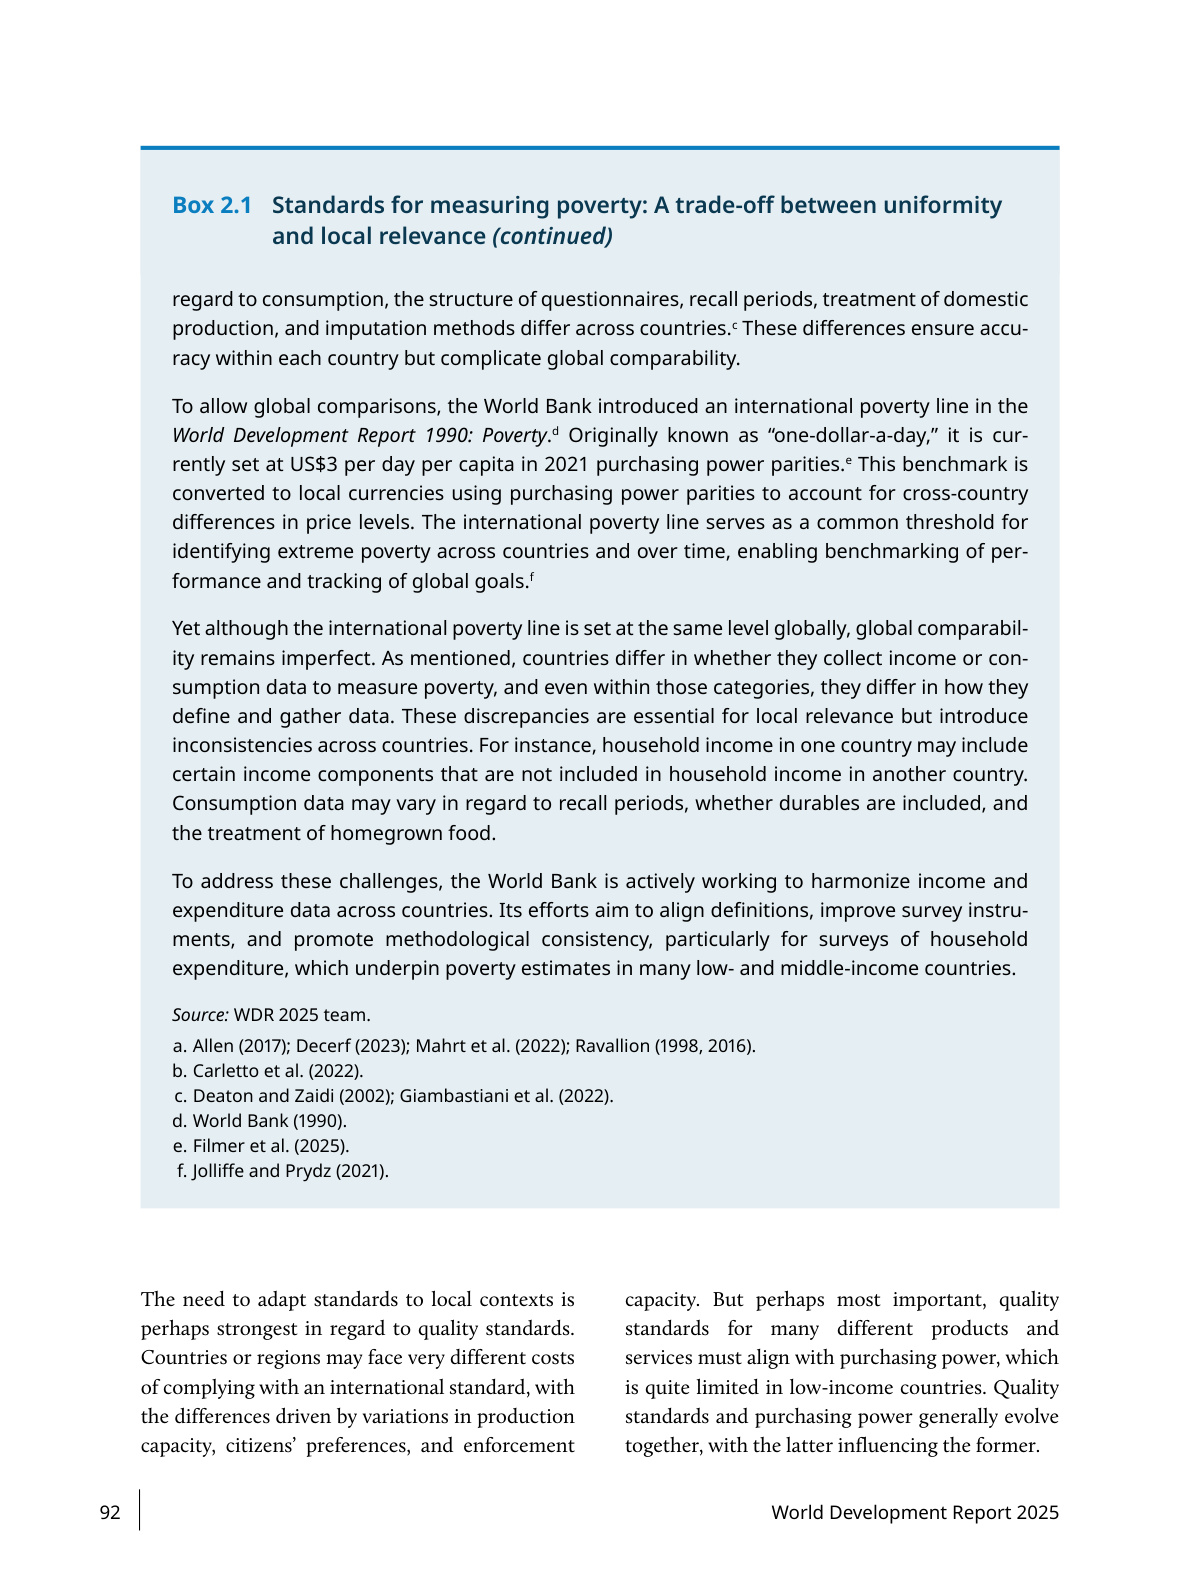 Box 2.1 Standards for measuring poverty: A trade-off between uniformity
and local relevance (continued)
regard to consumption, the structure of questionnaires, recall periods, treatment of domestic
production, and imputation methods differ across countries.c These differences ensure accu-
racy within each country but complicate global comparability.
To allow global comparisons, the World Bank introduced an international poverty line in the
World Development Report 1990: Poverty.d Originally known as “one-dollar-a-day,” it is cur-
rently set at US$3 per day per capita in 2021 purchasing power parities.e This benchmark is
converted to local currencies using purchasing power parities to account for cross-country
differences in price levels. The international poverty line serves as a common threshold for
identifying extreme poverty across countries and over time, enabling benchmarking of per-
formance and tracking of global goals.f
Yet although the international poverty line is set at the same level globally, global comparabil-
ity remains imperfect. As mentioned, countries differ in whether they collect income or con-
sumption data to measure poverty, and even within those categories, they differ in how they
define and gather data. These discrepancies are essential for local relevance but introduce
inconsistencies across countries. For instance, household income in one country may include
certain income components that are not included in household income in another country.
Consumption data may vary in regard to recall periods, whether durables are included, and
the treatment of homegrown food.
To address these challenges, the World Bank is actively working to harmonize income and
expenditure data across countries. Its efforts aim to align definitions, improve survey instru-
ments, and promote methodological consistency, particularly for surveys of household
expenditure, which underpin poverty estimates in many low- and middle-income countries.
Source: WDR 2025 team.
a. Allen (2017); Decerf (2023); Mahrt et al. (2022); Ravallion (1998, 2016).
b. Carletto et al. (2022).
c. Deaton and Zaidi (2002); Giambastiani et al. (2022).
d. World Bank (1990).
e. Filmer et al. (2025).
f. Jolliffe and Prydz (2021).
The need to adapt standards to local contexts is
perhaps strongest in regard to quality standards.
Countries or regions may face very different costs
of complying with an international standard, with
the differences driven by variations in production
capacity, citizens’ preferences, and enforcement
capacity. But perhaps most important, quality
standards for many different products and
services must align with purchasing power, which
is quite limited in low-income countries. Quality
standards and purchasing power generally evolve
together, with the latter influencing the former.
92
World Development Report 2025